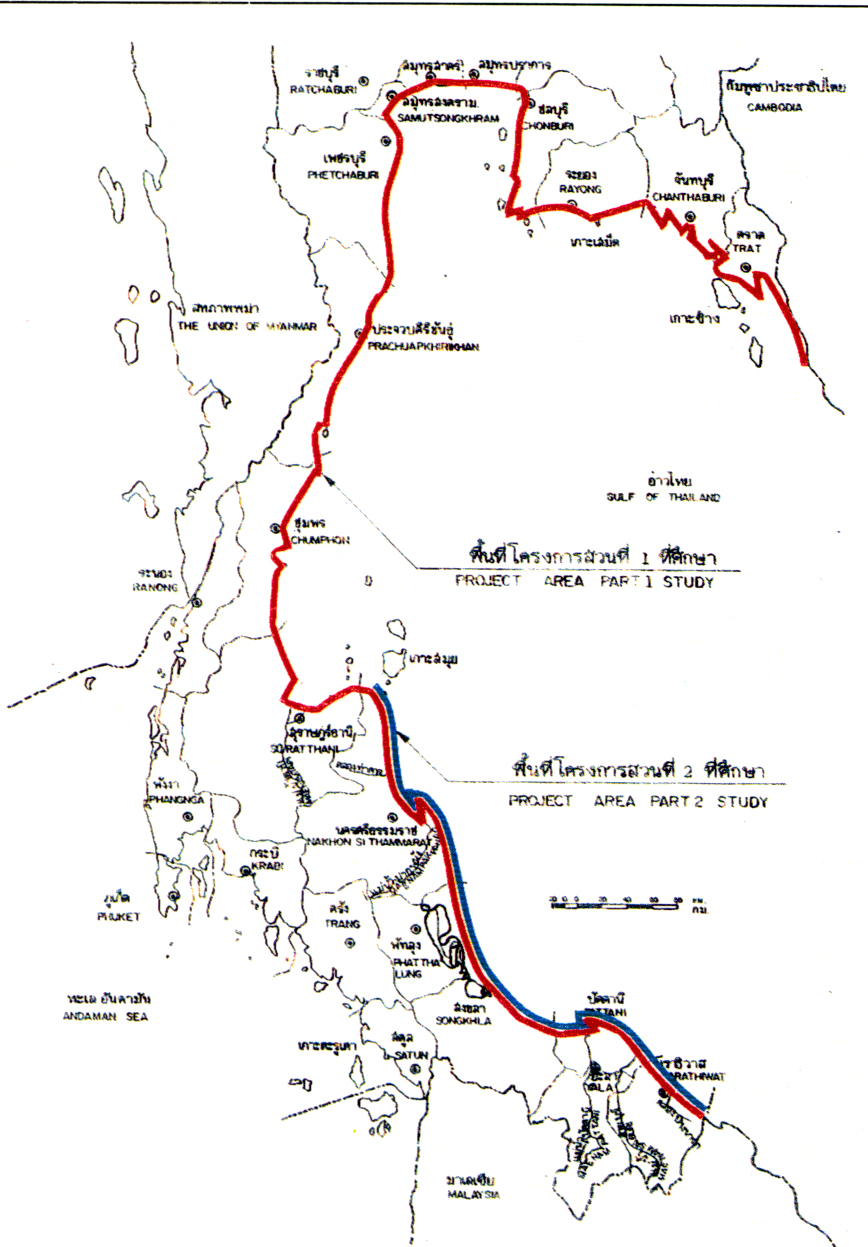 ราชบุรี
RATCHABURI
สมุทรสาคร
สมุทรปราการ
สมุทรสงคราม
SAMUTSONGKHRAM
ชลบุรี
CHONBURI
กัมพูชาประชาธิปไตย
CAMBODIA
เพชรบุรี
PHETCHABURI
ระยอง
RAYONG
จันทบุรี
CHANTHABURI
ตราด
TRAT
เกาะเสม็ด
เกาะช้าง
สหภาพพม่า
THE UNION OF MYANMAR
ประจวบคีรีขันธ์
PRACHUAPKHIRIKHAN
อ่าวไทย
GULF OF THAILAND
ชุมพร
CHUMPHON
พื้นที่โครงการส่วนที่ 1 ที่ศึกษา
PROJECT AREA PART 1 STUDY
ระนอง
RANONG
เกาะสมุย
สุราษฎร์ธานี
SURATTHANI
พื้นที่โครงการส่วนที่ 2 ที่ศึกษา
PROJECT AREA PART 2 STUDY
พังงา
PHANGNGA
นครศรีธรรมราช
NAKHON SI THAMMARAT
กระบี่
KRABI
ภูเก็ต
PHUKET
ตรัง
TRANG
พัทลุง
PHATTHA
LUNG
20 0 20 40 60 80 KM.
กม.
ทะเลอันดามัน
ANDAMAN SEA
สงขลา
SONGKHLA
ปัตตานี
TTANI
เกาะตะรุเตา
สตูล
SATUN
ราธิวาส
ARATHIWAT
ยะลา
ALA
มาเลเซีย
MALAYSIA